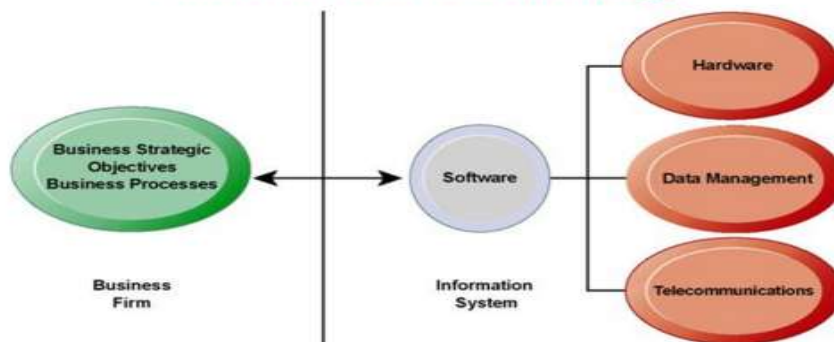 Hardware
Business Strategic
Objectives
Business Processes
Software
Data Management
Business
Firm
Information
System
Telecommunications